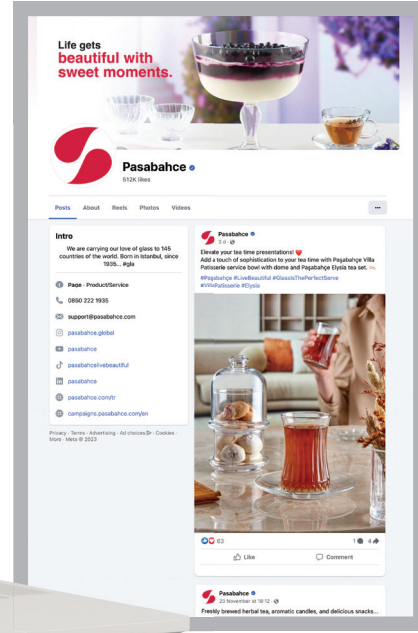 Life gets
beautiful with
sweet moments.
Pasabahce
512K likes
Posts About Reels Photos Videos
Intro
We are carrying our love of glass to 145
countries of the world. Born in Istanbul, since
1935... #gla
Page · Product/Service
0850 222 1935
support@pasabahce.com
pasabahce.global
pasabahce
pasabahcelivebeautiful
pasabahce
pasabahce.com/tr
campaigns.pasabahce.com/en
Privacy · Terms · Advertising · Ad choices · Cookies ·
More · Meta © 2023
Pasabahce
5 d ·
Elevate your tea time presentations!
Add a touch of sophistication to your tea time with Paşabahçe Villa
Patisserie service bowl with dome and Paşabahçe Elysia tea set.
#Paşabahçe #LiveBeautiful #GlassIsThePerfectServe
#VillaPatisserie #Elysia
63
1 4
Like Comment
Pasabahce
23 November at 18:12 ·
Freshly brewed herbal tea, aromatic candles, and delicious snacks...